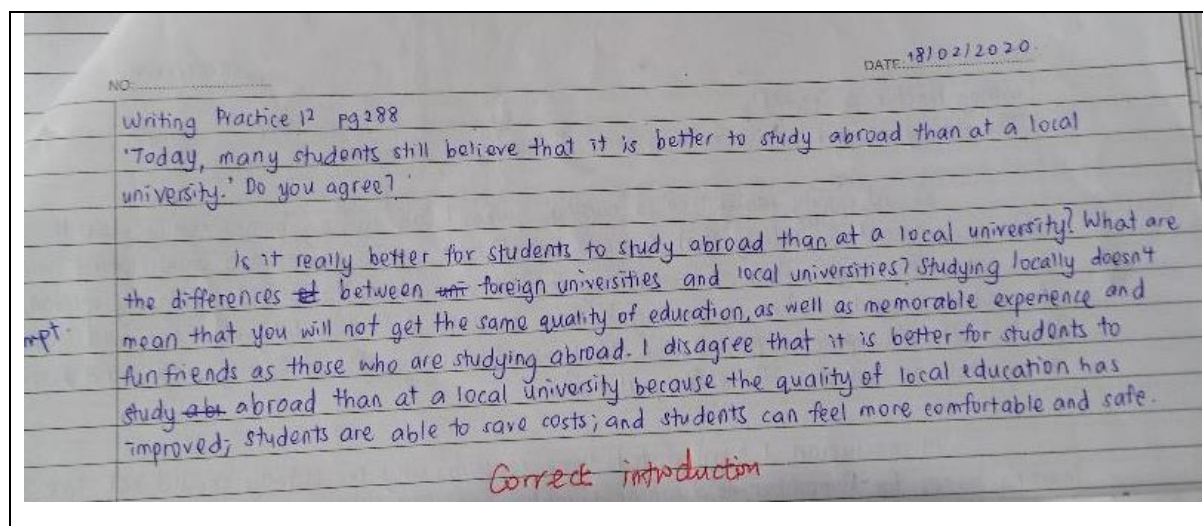 DATE 18/02/2020.
NO:
Writing Practice 12 pg 288
'Today, many students still believe that it is better to study abroad than at a local
university.' Do you agree?
Is it really better for students to study abroad than at a local university? What are
the differences between foreign universities and local universities? Studying locally doesn't
mean that you will not get the same quality of education, as well as memorable experience and
fun friends as those who are studying abroad. I disagree that it is better for students to
study abroad than at a local university because the quality of local education has
improved; students are able to save costs; and students can feel more comfortable and safe.
Correct introduction